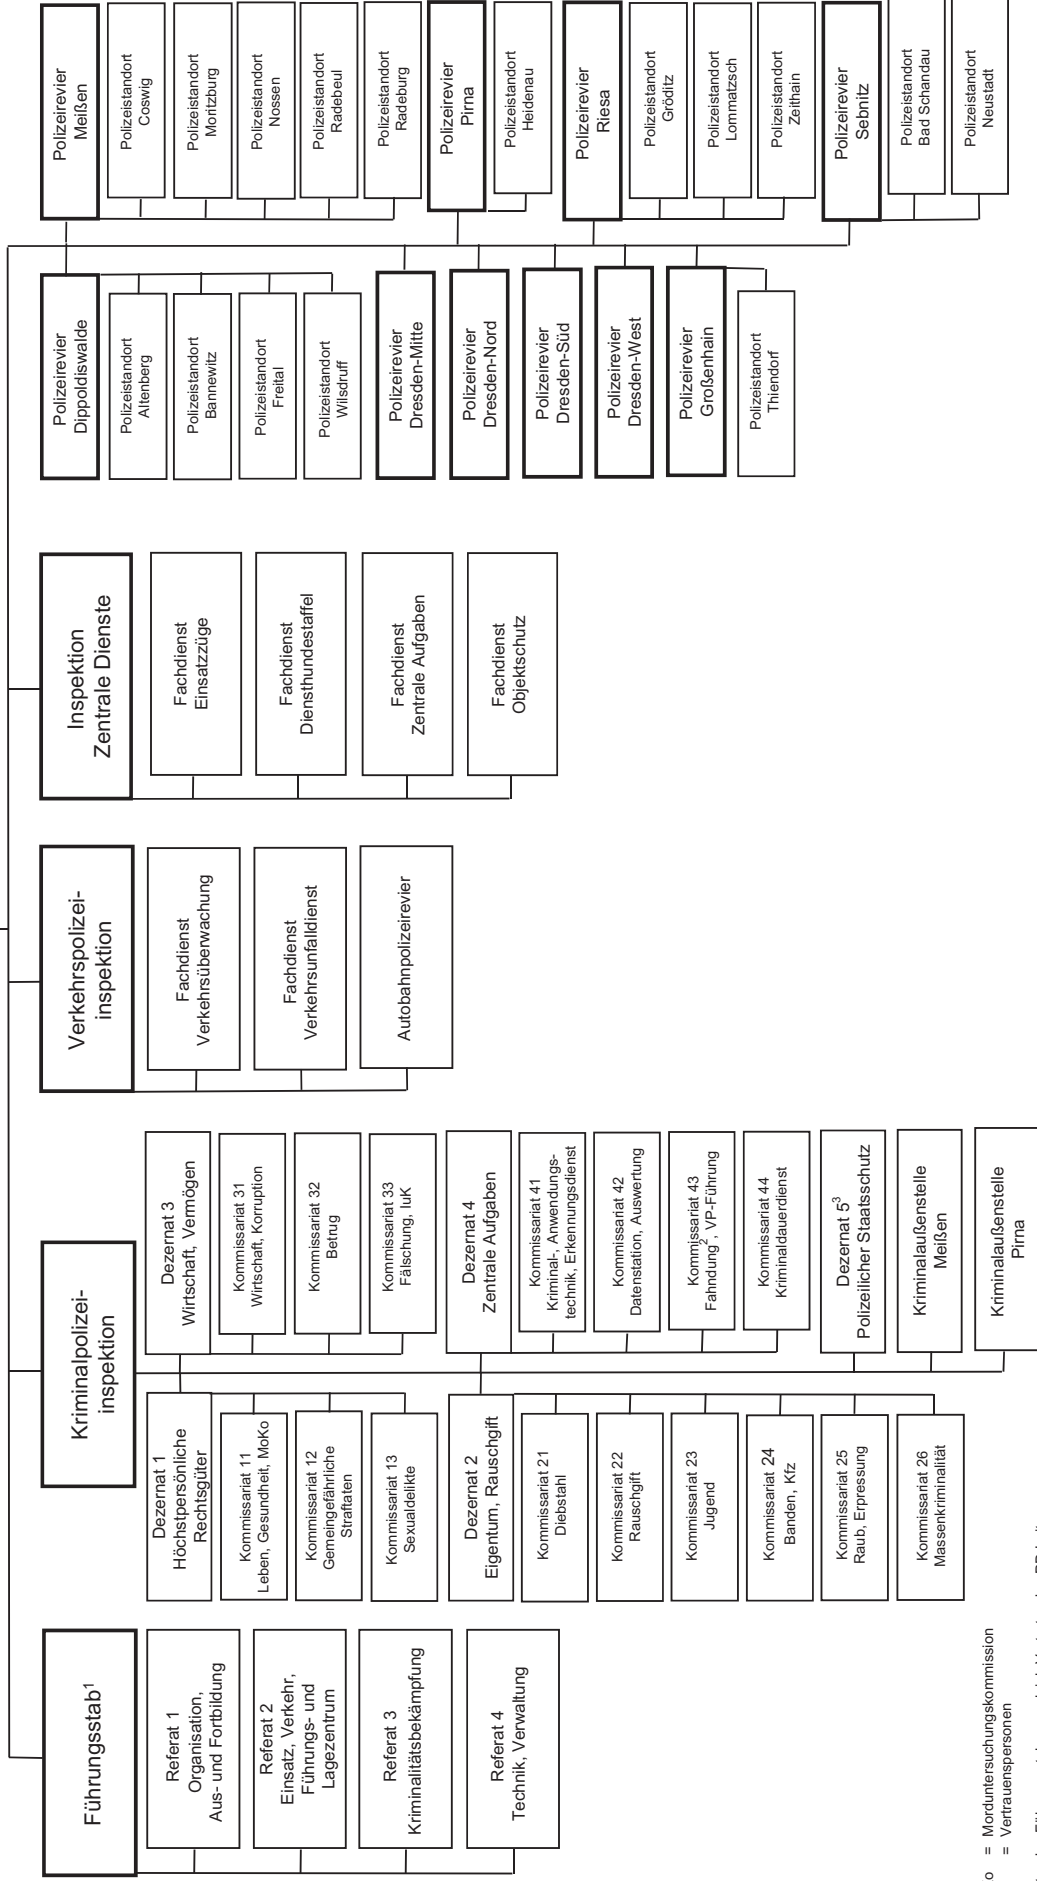 Führungsstab¹
Referat 1
Organisation,
Aus- und Fortbildung
Referat 2
Einsatz, Verkehr,
Führungs- und
Lagezentrum
Referat 3
Kriminalitätsbekämpfung
Referat 4
Technik, Verwaltung
Kriminalpolizei-
inspektion
Dezernat 1
Höchstpersönliche
Rechtsgüter
Kommissariat 11
Leben, Gesundheit, MoKo
Kommissariat 12
Gemeingefährliche
Straftaten
Kommissariat 13
Sexualdelikte
Dezernat 2
Eigentum, Rauschgift
Kommissariat 21
Diebstahl
Kommissariat 22
Rauschgift
Kommissariat 23
Jugend
Kommissariat 24
Banden, Kfz
Kommissariat 25
Raub, Erpressung
Kommissariat 26
Massenkriminalität
Dezernat 3
Wirtschaft, Vermögen
Kommissariat 31
Wirtschaft, Korruption
Kommissariat 32
Betrug
Kommissariat 33
Fälschung, IuK
Dezernat 4
Zentrale Aufgaben
Kommissariat 41
Kriminal-, Anwendungs-
technik, Erkennungsdienst
Kommissariat 42
Datenstation, Auswertung
Kommissariat 43
Fahndung², VP-Führung
Kommissariat 44
Kriminaldauerdienst
Dezernat 5³
Polizeilicher Staatsschutz
Kriminalaußenstelle
Meißen
Kriminalaußenstelle
Pirna
Verkehrspolizei-
inspektion
Fachdienst
Verkehrsüberwachung
Fachdienst
Verkehrsunfalldienst
Autobahnpolizeirevier
Inspektion
Zentrale Dienste
Fachdienst
Einsatzzüge
Fachdienst
Diensthundestaffel
Fachdienst
Zentrale Aufgaben
Fachdienst
Objektschutz
Polizeirevier
Dippoldiswalde
Polizeistandort
Altenberg
Polizeistandort
Bannewitz
Polizeistandort
Freital
Polizeistandort
Wilsdruff
Polizeirevier
Dresden-Mitte
Polizeirevier
Dresden-Nord
Polizeirevier
Dresden-Süd
Polizeirevier
Dresden-West
Polizeirevier
Großenhain
Polizeistandort
Thiendorf
Polizeirevier
Meißen
Polizeistandort
Coswig
Polizeistandort
Moritzburg
Polizeistandort
Nossen
Polizeistandort
Radebeul
Polizeistandort
Radeburg
Polizeirevier
Pirna
Polizeistandort
Heidenau
Polizeirevier
Riesa
Polizeistandort
Gröditz
Polizeistandort
Lommatzsch
Polizeistandort
Zeithain
Polizeirevier
Sebnitz
Polizeistandort
Bad Schandau
Polizeistandort
Neustadt
= Morduntersuchungskommission
= Vertrauenspersonen